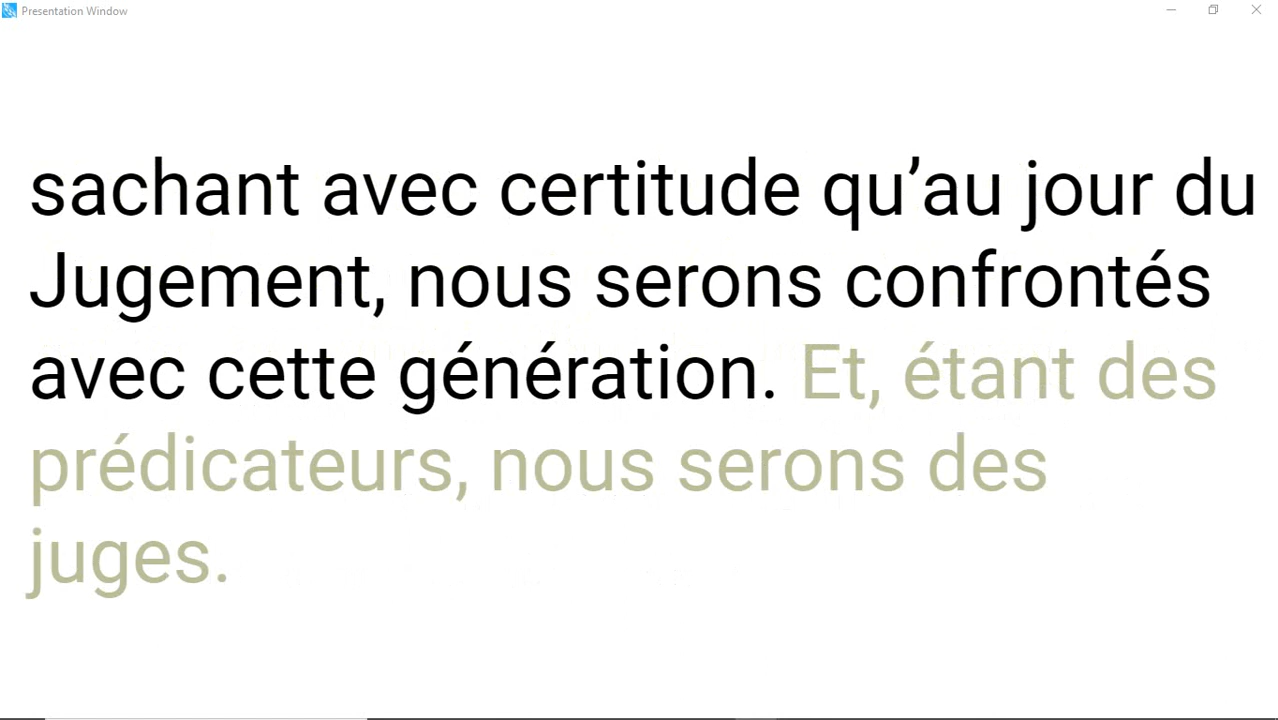 Presentation Window
sachant avec certitude qu’au jour du
Jugement, nous serons confrontés
avec cette génération. Et, étant des
prédicateurs, nous serons des
juges.